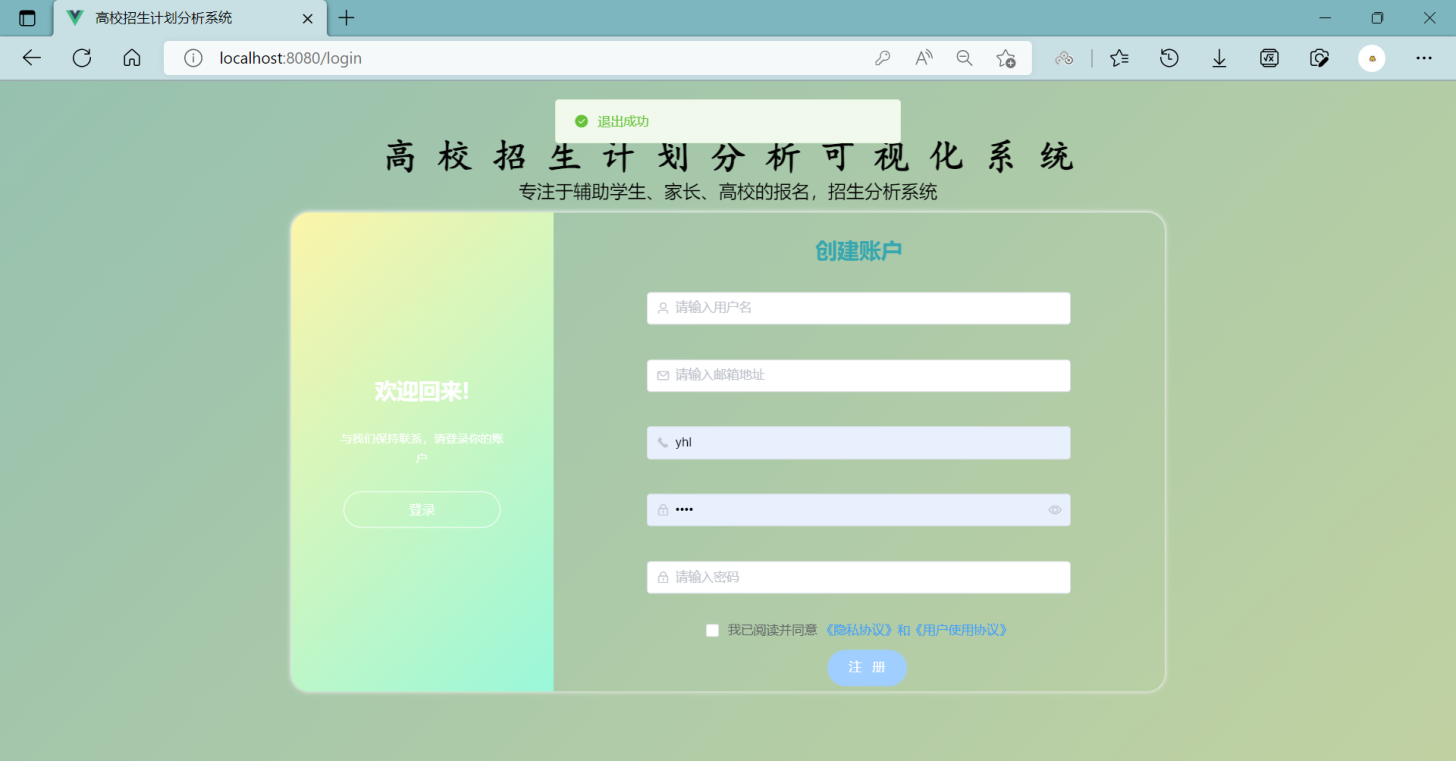 高校招生计划分析系统
localhost:8080/login
退出成功
高校招生计划分析可视化系统
专注于辅助学生、家长、高校的报名，招生分析系统
创建账户
请输入用户名
请输入邮箱地址
yhl
••••
请输入密码
我已阅读并同意《隐私协议》和《用户使用协议》
注 册
欢迎回来!
与我们保持联系，请登录你的账
户
登录